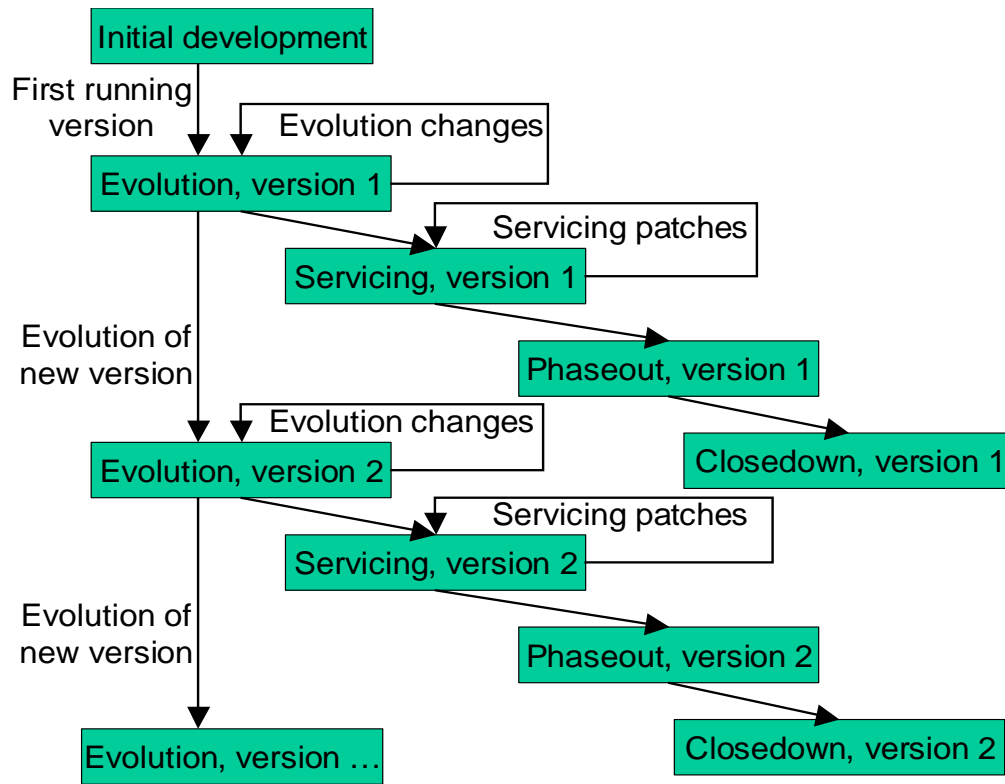 Initial development
First running
version
Evolution changes
Evolution, version 1
Servicing patches
Servicing, version 1
Evolution of
new version
Phaseout, version 1
Evolution changes
Closedown, version 1
Evolution, version 2
Servicing patches
Servicing, version 2
Evolution of
new version
Phaseout, version 2
Closedown, version 2
Evolution, version …